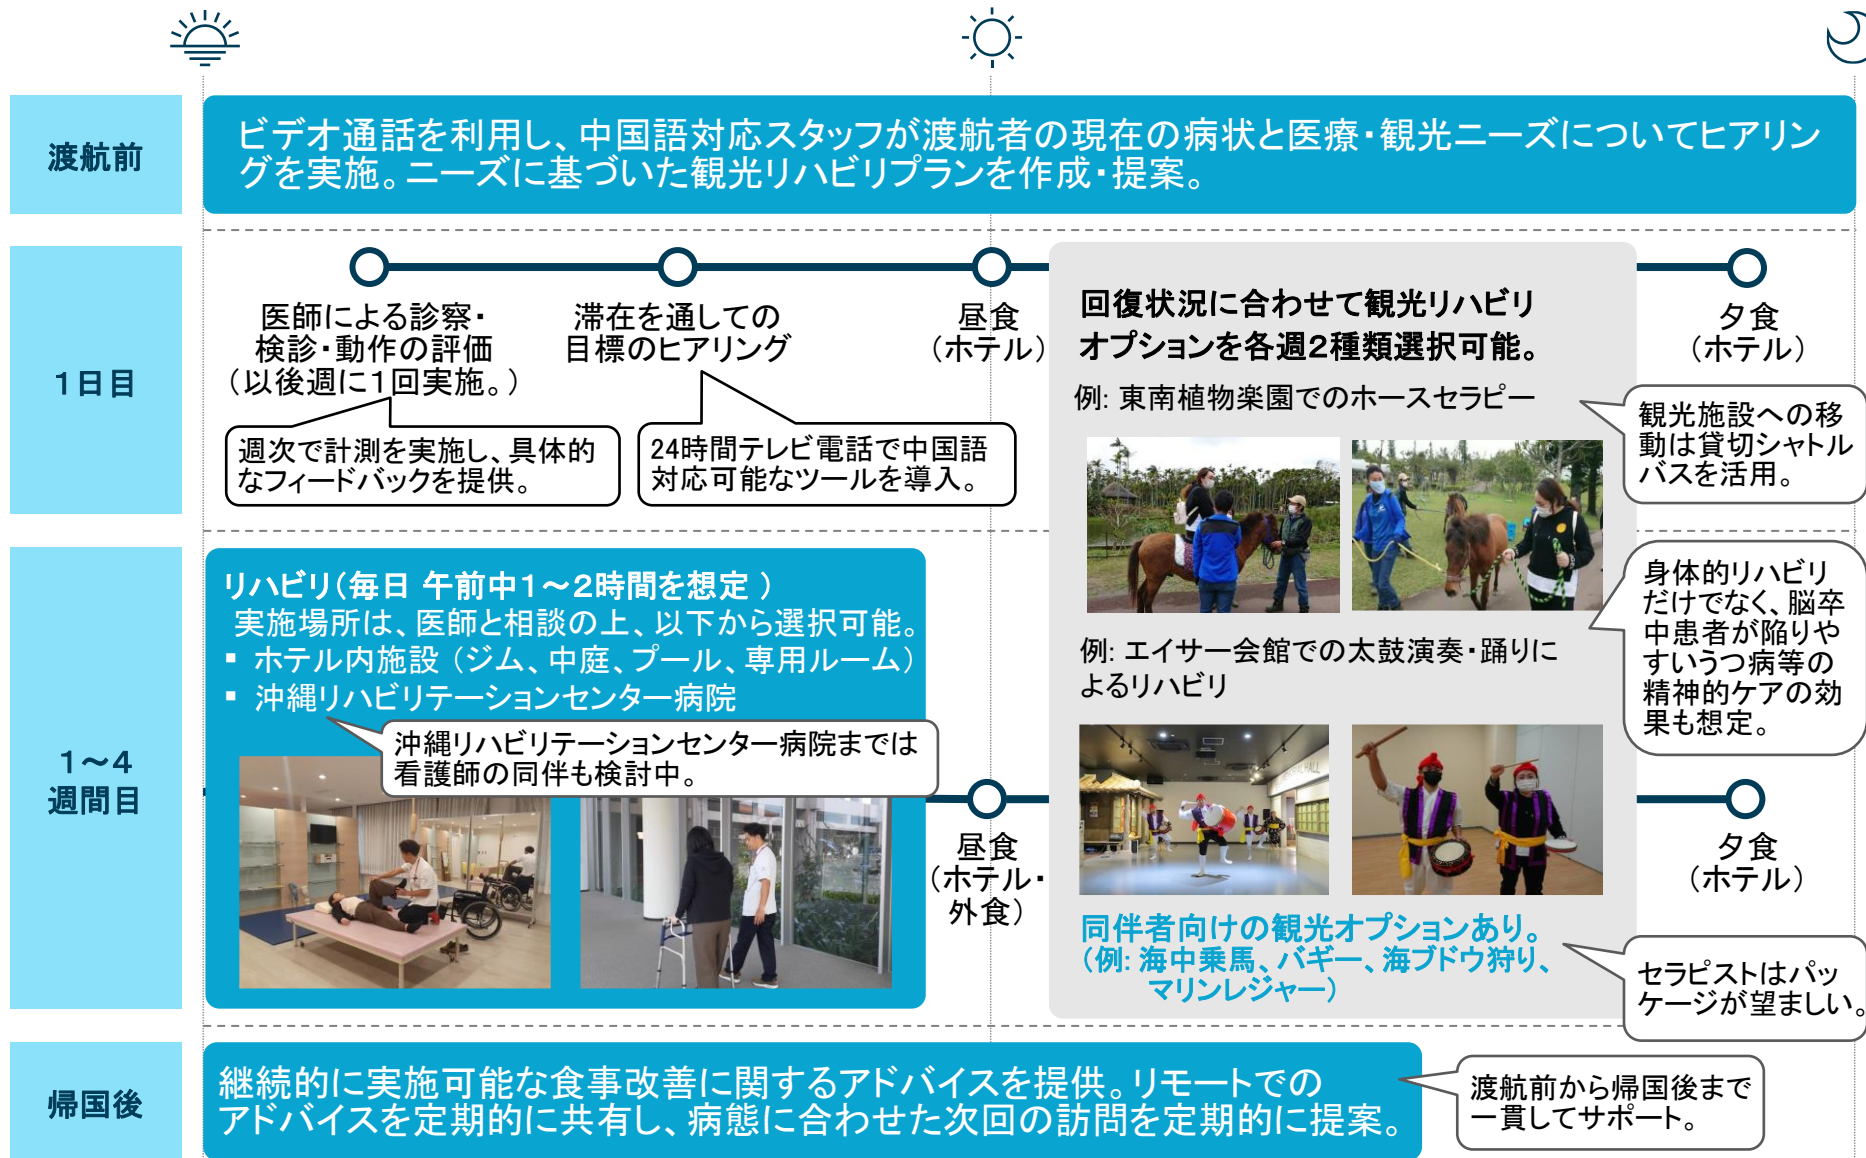 渡航前
ビデオ通話を利用し、中国語対応スタッフが渡航者の現在の病状と医療・観光ニーズについてヒアリン
グを実施。ニーズに基づいた観光リハビリプランを作成・提案。
1日目
医師による診察・
検診・動作の評価
（以後週に1回実施。）
週次で計測を実施し、具体的
なフィードバックを提供。
滞在を通しての
目標のヒアリング
24時間テレビ電話で中国語
対応可能なツールを導入。
昼食
（ホテル）
回復状況に合わせて観光リハビリ
オプションを各週2種類選択可能。
例: 東南植物楽園でのホースセラピー
夕食
（ホテル）
観光施設への移
動は貸切シャトル
バスを活用。
1～4
週間目
リハビリ（毎日 午前中1～2時間を想定 ）
実施場所は、医師と相談の上、以下から選択可能。
▪ ホテル内施設（ジム、中庭、プール、専用ルーム）
▪ 沖縄リハビリテーションセンター病院
沖縄リハビリテーションセンター病院までは
看護師の同伴も検討中。
昼食
（ホテル・
外食）
例: エイサー会館での太鼓演奏・踊りに
よるリハビリ
同伴者向けの観光オプションあり。
（例: 海中乗馬、バギー、海ブドウ狩り、
マリンレジャー）
身体的リハビリ
だけでなく、脳卒
中患者が陥りや
すいうつ病等の
精神的ケアの効
果も想定。
夕食
（ホテル）
セラピストはパッ
ケージが望ましい。
帰国後
継続的に実施可能な食事改善に関するアドバイスを提供。リモートでの
アドバイスを定期的に共有し、病態に合わせた次回の訪問を定期的に提案。
渡航前から帰国後まで
一貫してサポート。